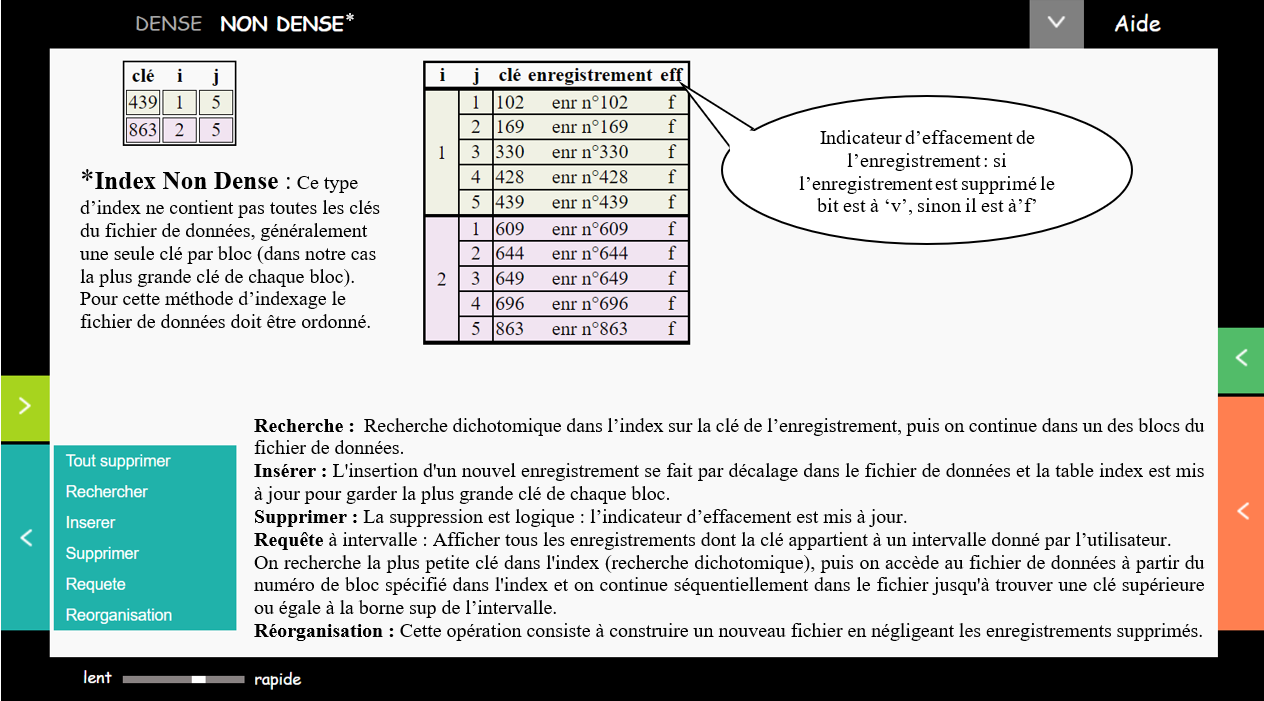 DENSE NON DENSE*
Aide
clé i j
439 1 5
863 2 5
*Index Non Dense : Ce type
d’index ne contient pas toutes les clés
du fichier de données, généralement
une seule clé par bloc (dans notre cas
la plus grande clé de chaque bloc).
Pour cette méthode d’indexage le
fichier de données doit être ordonné.
i j clé enregistrement eff
1
1 102 enr n°102 f
2 169 enr n°169 f
3 330 enr n°330 f
4 428 enr n°428 f
5 439 enr n°439 f
2
1 609 enr n°609 f
2 644 enr n°644 f
3 649 enr n°649 f
4 696 enr n°696 f
5 863 enr n°863 f
Indicateur d’effacement de
l’enregistrement : si
l’enregistrement est supprimé le
bit est à ‘v’, sinon il est à’f’
Tout supprimer
Rechercher
Inserer
Supprimer
Requete
Reorganisation
Recherche : Recherche dichotomique dans l’index sur la clé de l’enregistrement, puis on continue dans un des blocs du
fichier de données.
Insérer : L'insertion d'un nouvel enregistrement se fait par décalage dans le fichier de données et la table index est mis
à jour pour garder la plus grande clé de chaque bloc.
Supprimer : La suppression est logique : l’indicateur d’effacement est mis à jour.
Requête à intervalle : Afficher tous les enregistrements dont la clé appartient à un intervalle donné par l’utilisateur.
On recherche la plus petite clé dans l'index (recherche dichotomique), puis on accède au fichier de données à partir du
numéro de bloc spécifié dans l'index et on continue séquentiellement dans le fichier jusqu'à trouver une clé supérieure
ou égale à la borne sup de l’intervalle.
Réorganisation : Cette opération consiste à construire un nouveau fichier en négligeant les enregistrements supprimés.
lent rapide